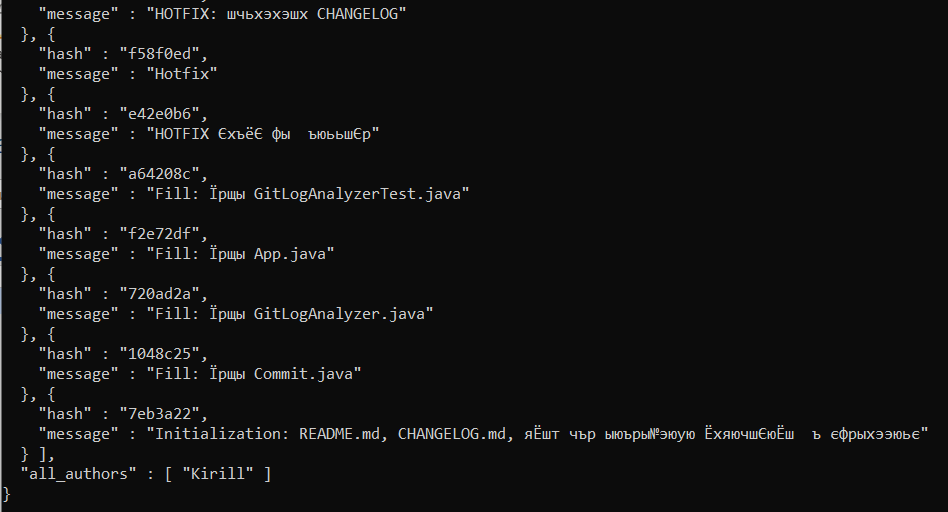 "message" : "HOTFIX: шчьхэхэшх CHANGELOG"
}, {
"hash" : "f58f0ed",
"message" : "Hotfix"
}, {
"hash" : "e42e0b6",
"message" : "HOTFIX ЄхъёЄ фы  ъюььшЄр"
}, {
"hash" : "a64208c",
"message" : "Fill: Їрщы GitLogAnalyzerTest.java"
}, {
"hash" : "f2e72df",
"message" : "Fill: Їрщы App.java"
}, {
"hash" : "720ad2a",
"message" : "Fill: Їрщы GitLogAnalyzer.java"
}, {
"hash" : "1048c25",
"message" : "Fill: Їрщы Commit.java"
}, {
"hash" : "7eb3a22",
"message" : "Initialization: README.md, CHANGELOG.md, яЁшт чър ыюъры№эюую ЁхяючшЄюЁш  ъ єфрыхээюьє"
} ],
"all_authors" : [ "Kirill" ]
}